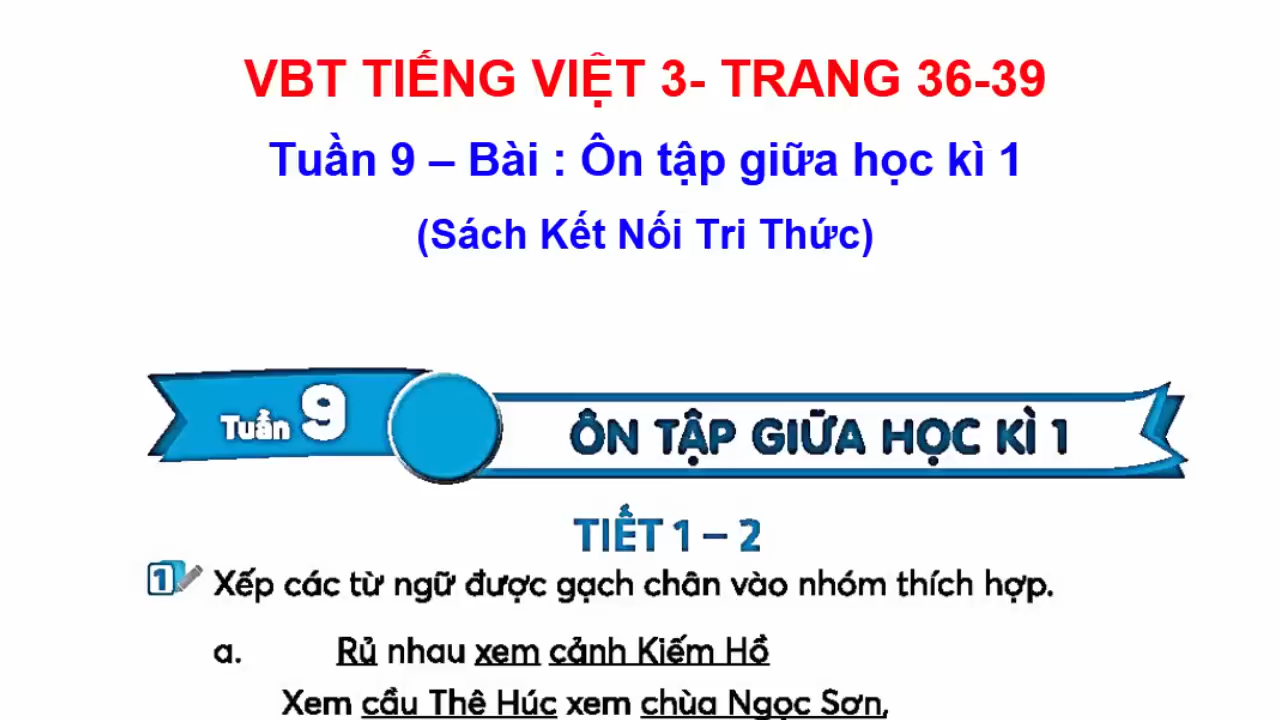 VBT TIẾNG VIỆT 3- TRANG 36-39
Tuần 9 – Bài : Ôn tập giữa học kì 1
(Sách Kết Nối Tri Thức)
Tuần 9
ÔN TẬP GIỮA HỌC KÌ 1
TIẾT 1 – 2
1 Xếp các từ ngữ được gạch chân vào nhóm thích hợp.
a. Rủ nhau xem cảnh Kiếm Hồ
Xem cầu Thê Húc xem chùa Ngọc Sơn,